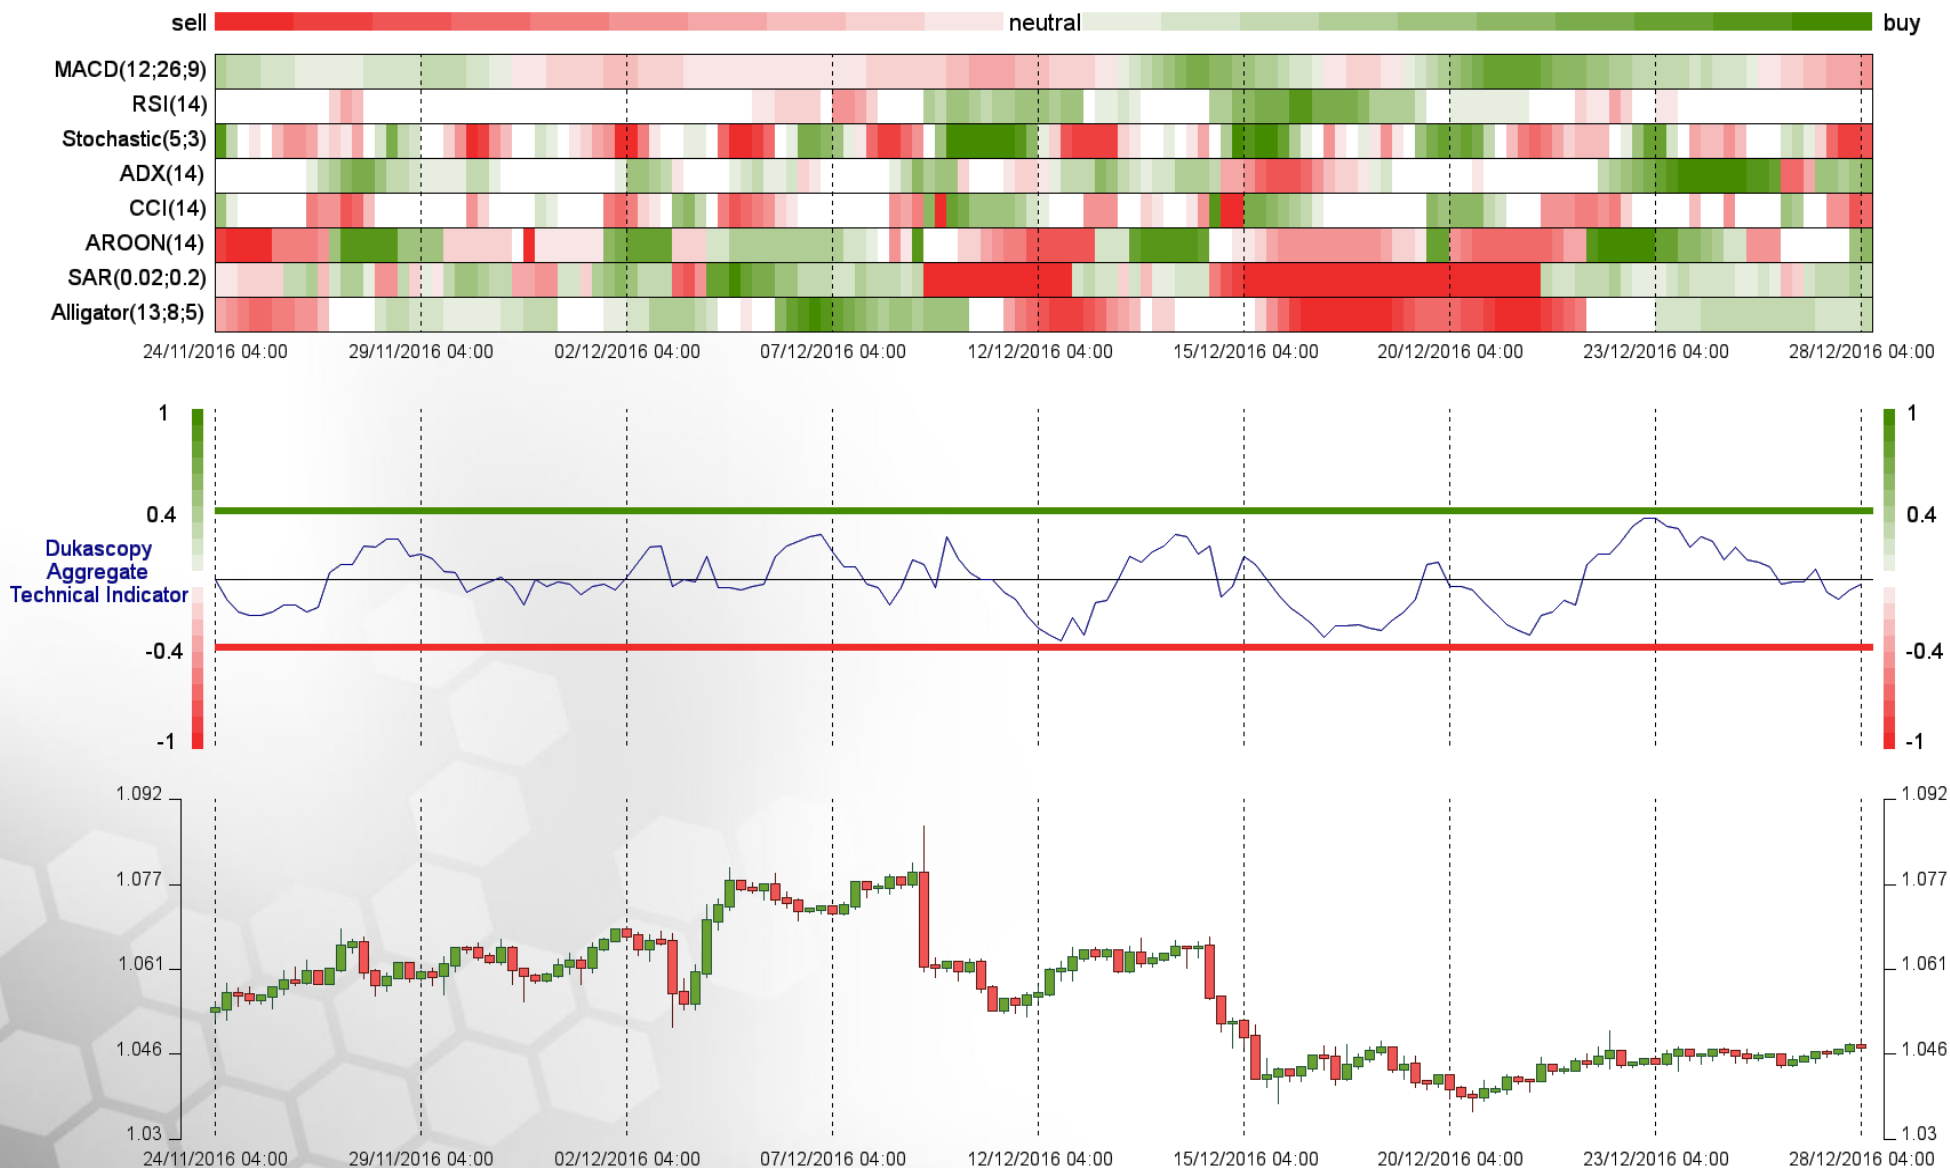 sell neutral buy
MACD(12;26;9)
RSI(14)
Stochastic(5;3)
ADX(14)
CCI(14)
AROON(14)
SAR(0.02;0.2)
Alligator(13;8;5)
24/11/2016 04:00 29/11/2016 04:00 02/12/2016 04:00 07/12/2016 04:00 12/12/2016 04:00 15/12/2016 04:00 20/12/2016 04:00 23/12/2016 04:00 28/12/2016 04:00
1 1
0.4 0.4
Dukascopy
Aggregate
Technical Indicator
-0.4 -0.4
-1 -1
1.092 1.092
1.077 1.077
1.061 1.061
1.046 1.046
1.03 1.03
24/11/2016 04:00 29/11/2016 04:00 02/12/2016 04:00 07/12/2016 04:00 12/12/2016 04:00 15/12/2016 04:00 20/12/2016 04:00 23/12/2016 04:00 28/12/2016 04:00